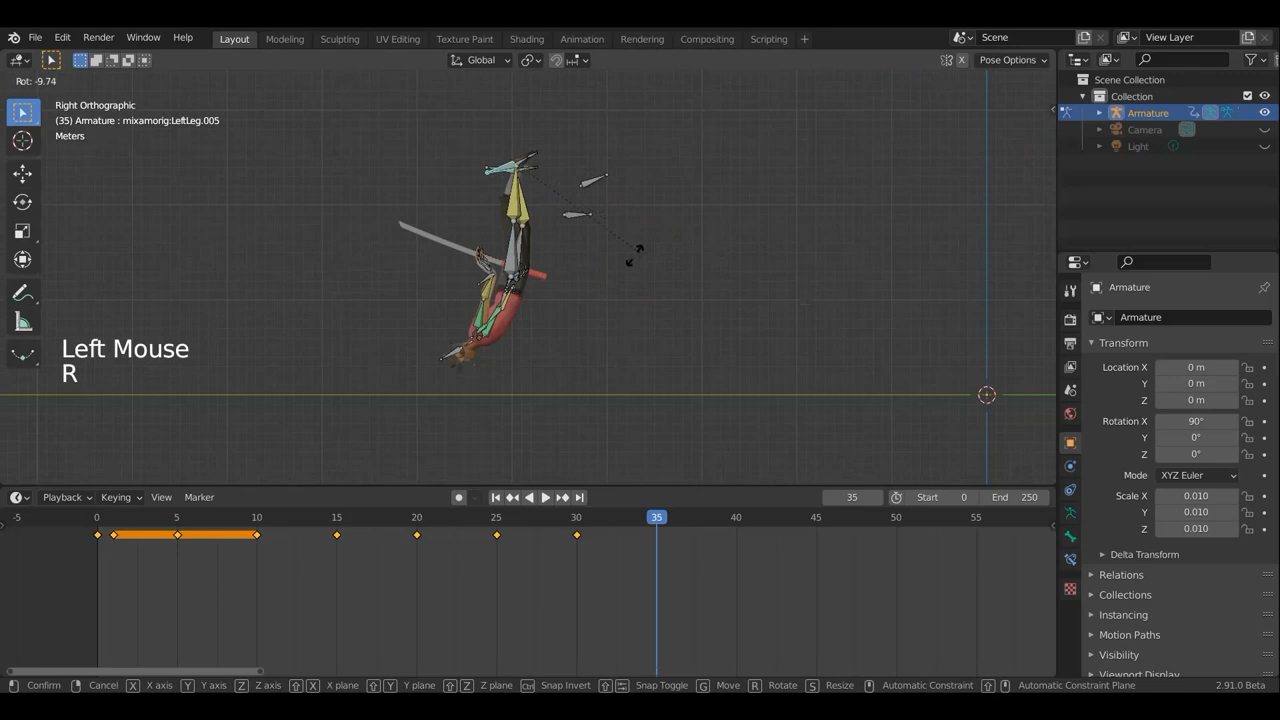 File Edit Render Window Help Layout Modeling Sculpting UV Editing Texture Paint Shading Animation Rendering Compositing Scripting + Scene View Layer
Global X Pose Options
Rot: -9.74
Right Orthographic
(35) Armature : mixamorig:LeftLeg.005
Meters
Scene Collection
Collection
Armature
Camera
Light
Left Mouse
R
Armature
Armature
Transform
Location X 0 m
Y 0 m
Z 0 m
Rotation X 90°
Y 0°
Z 0°
Mode XYZ Euler
Scale X 0.010
Y 0.010
Z 0.010
Delta Transform
Relations
Collections
Instancing
Motion Paths
Visibility
Viewport Display
Playback Keying View Marker 35 Start 0 End 250
-5 0 5 10 15 20 25 30 35 40 45 50 55
Confirm Cancel X X axis Y Y axis Z Z axis X X plane Y Y plane Z Z plane Ctrl Snap Invert Snap Toggle G Move R Rotate S Resize Automatic Constraint Automatic Constraint Plane 2.91.0 Beta